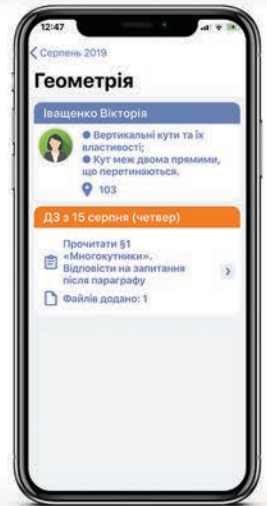 12:47
Серпень 2019
Геометрія
Іващенко Вікторія
● Вертикальні кути та їх
властивості;
● Кут меж двома прямими,
що перетинаються.
103
ДЗ з 15 серпня (четвер)
Прочитати §1
«Многокутники».
Відповісти на запитання
після параграфу
Файлів додано: 1